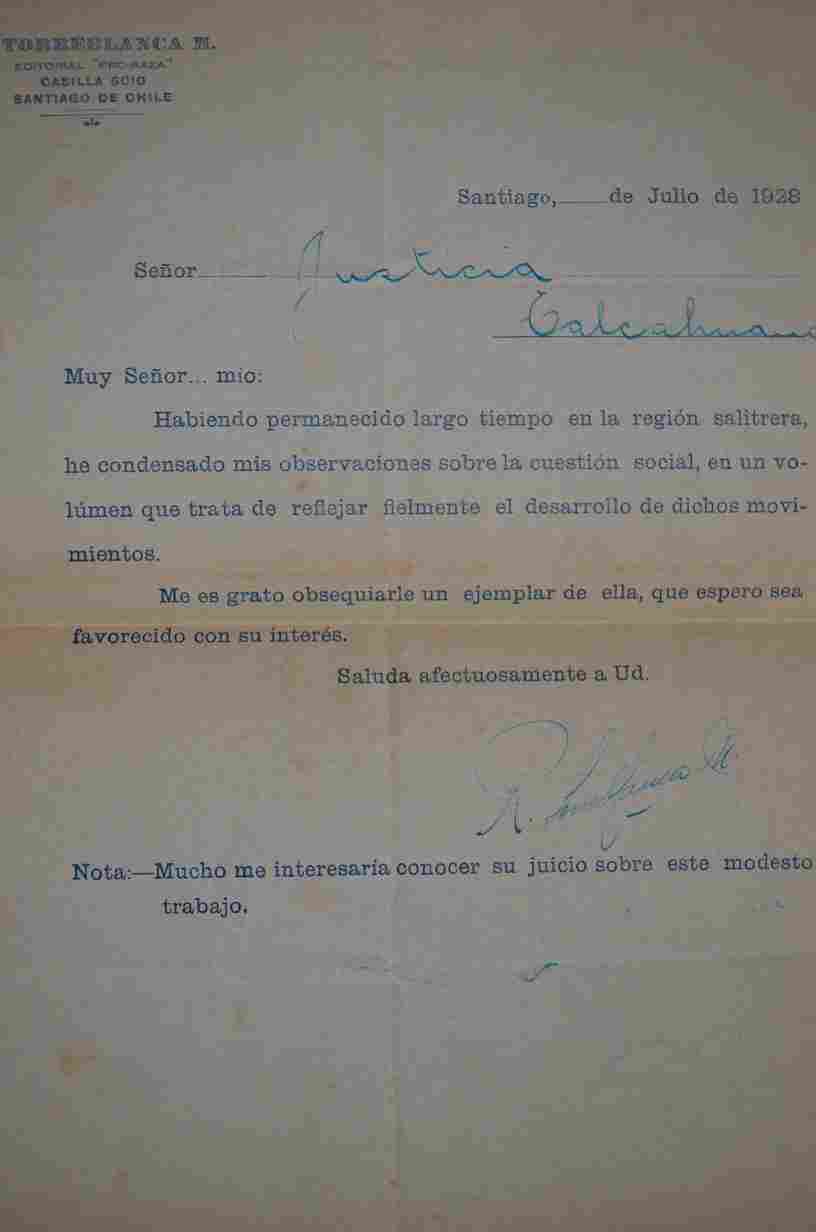 TORREBLANCA M.
EDITORIAL "PRO-RAZA"
CASILLA
SANTIAGO DE CHILE
Santiago, de Julio de 1928
Señor Justicia
Talcahuano
Muy Señor... mio:
Habiendo permanecido largo tiempo en la región salitrera,
he condensado mis observaciones sobre la cuestión social, en un vo-
lúmen que trata de reflejar fielmente el desarrollo de dichos movi-
mientos.
Me es grato obsequiarle un ejemplar de ella, que espero sea
favorecido con su interés.
Saluda afectuosamente a Ud.
Nota:—Mucho me interesaría conocer su juicio sobre este modesto
trabajo.